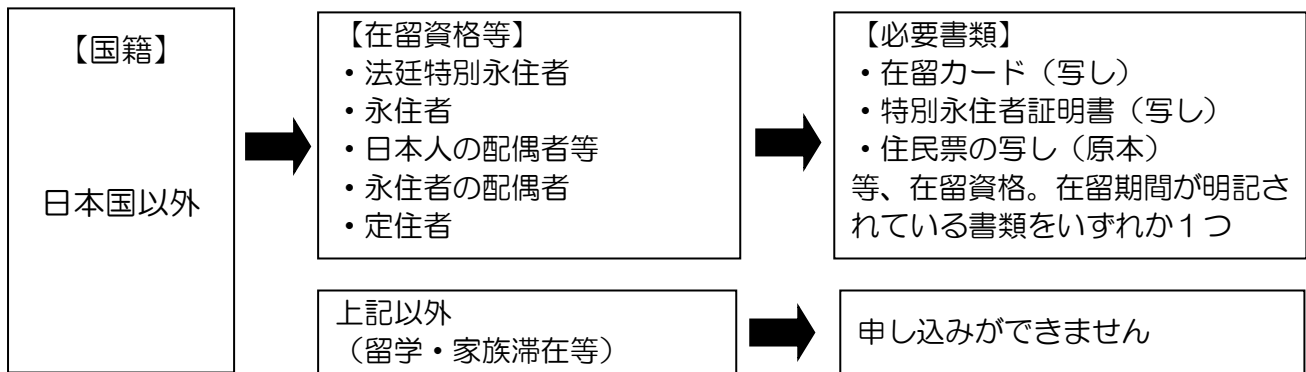 【国籍】
日本国以外
【在留資格等】
・法廷特別永住者
・永住者
・日本人の配偶者等
・永住者の配偶者
・定住者
【必要書類】
・在留カード（写し）
・特別永住者証明書（写し）
・住民票の写し（原本）
等、在留資格。在留期間が明記さ
れている書類をいずれか１つ
上記以外
（留学・家族滞在等）
申し込みができません